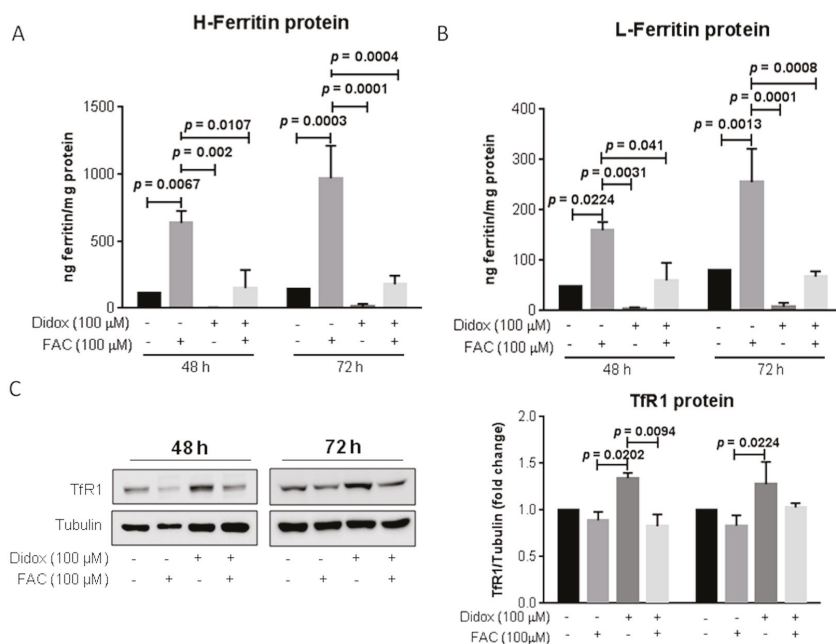 A
H-Ferritin protein
p = 0.0004
p = 0.0001
p = 0.0107
p = 0.0003
p = 0.002
p = 0.0067
ng ferritin/mg protein
1500
1000
500
0
Didox (100 µM) - - + + - - + +
FAC (100 µM) - + - + - + - +
48 h 72 h
B
L-Ferritin protein
p = 0.0008
p = 0.0001
p = 0.0013
p = 0.041
p = 0.0031
p = 0.0224
ng ferritin/mg protein
400
300
200
100
0
Didox (100 µM) - - + + - - + +
FAC (100 µM) - + - + - + - +
48 h 72 h
C
48 h 72 h
TfR1
Tubulin
Didox (100 µM) - - + + - - + +
FAC (100 µM) - + - + - + - +
TfR1 protein
p = 0.0094
p = 0.0202
p = 0.0224
TfR1/Tubulin (fold change)
2.0
1.5
1.0
0.5
0.0
Didox (100 µM) - - + + - - + +
FAC (100µM) - + - + - + - +